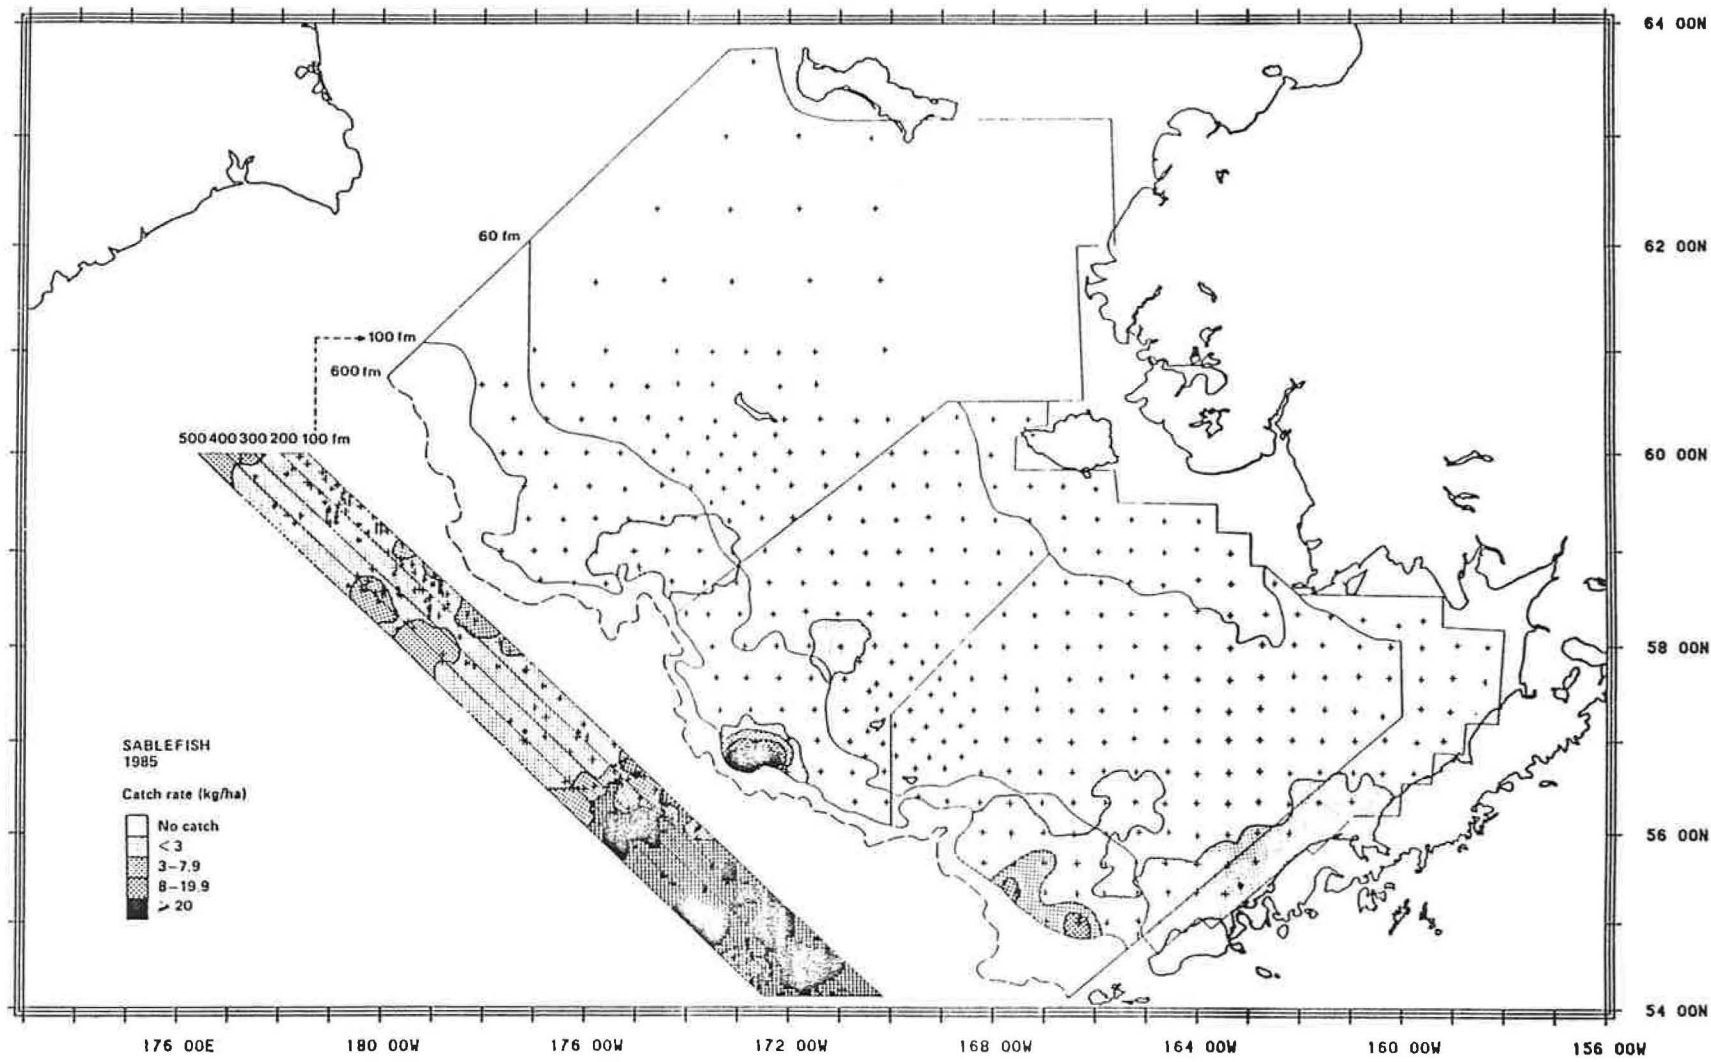 64 00N
60 fm
62 00N
100 fm
600 fm
500 400 300 200 100 fm
60 00N
58 00N
SABLEFISH
1985
Catch rate (kg/ha)
No catch
< 3
3–7.9
8–19.9
> 20
56 00N
54 00N
176 00E 180 00W 176 00W 172 00W 168 00W 164 00W 160 00W 156 00W